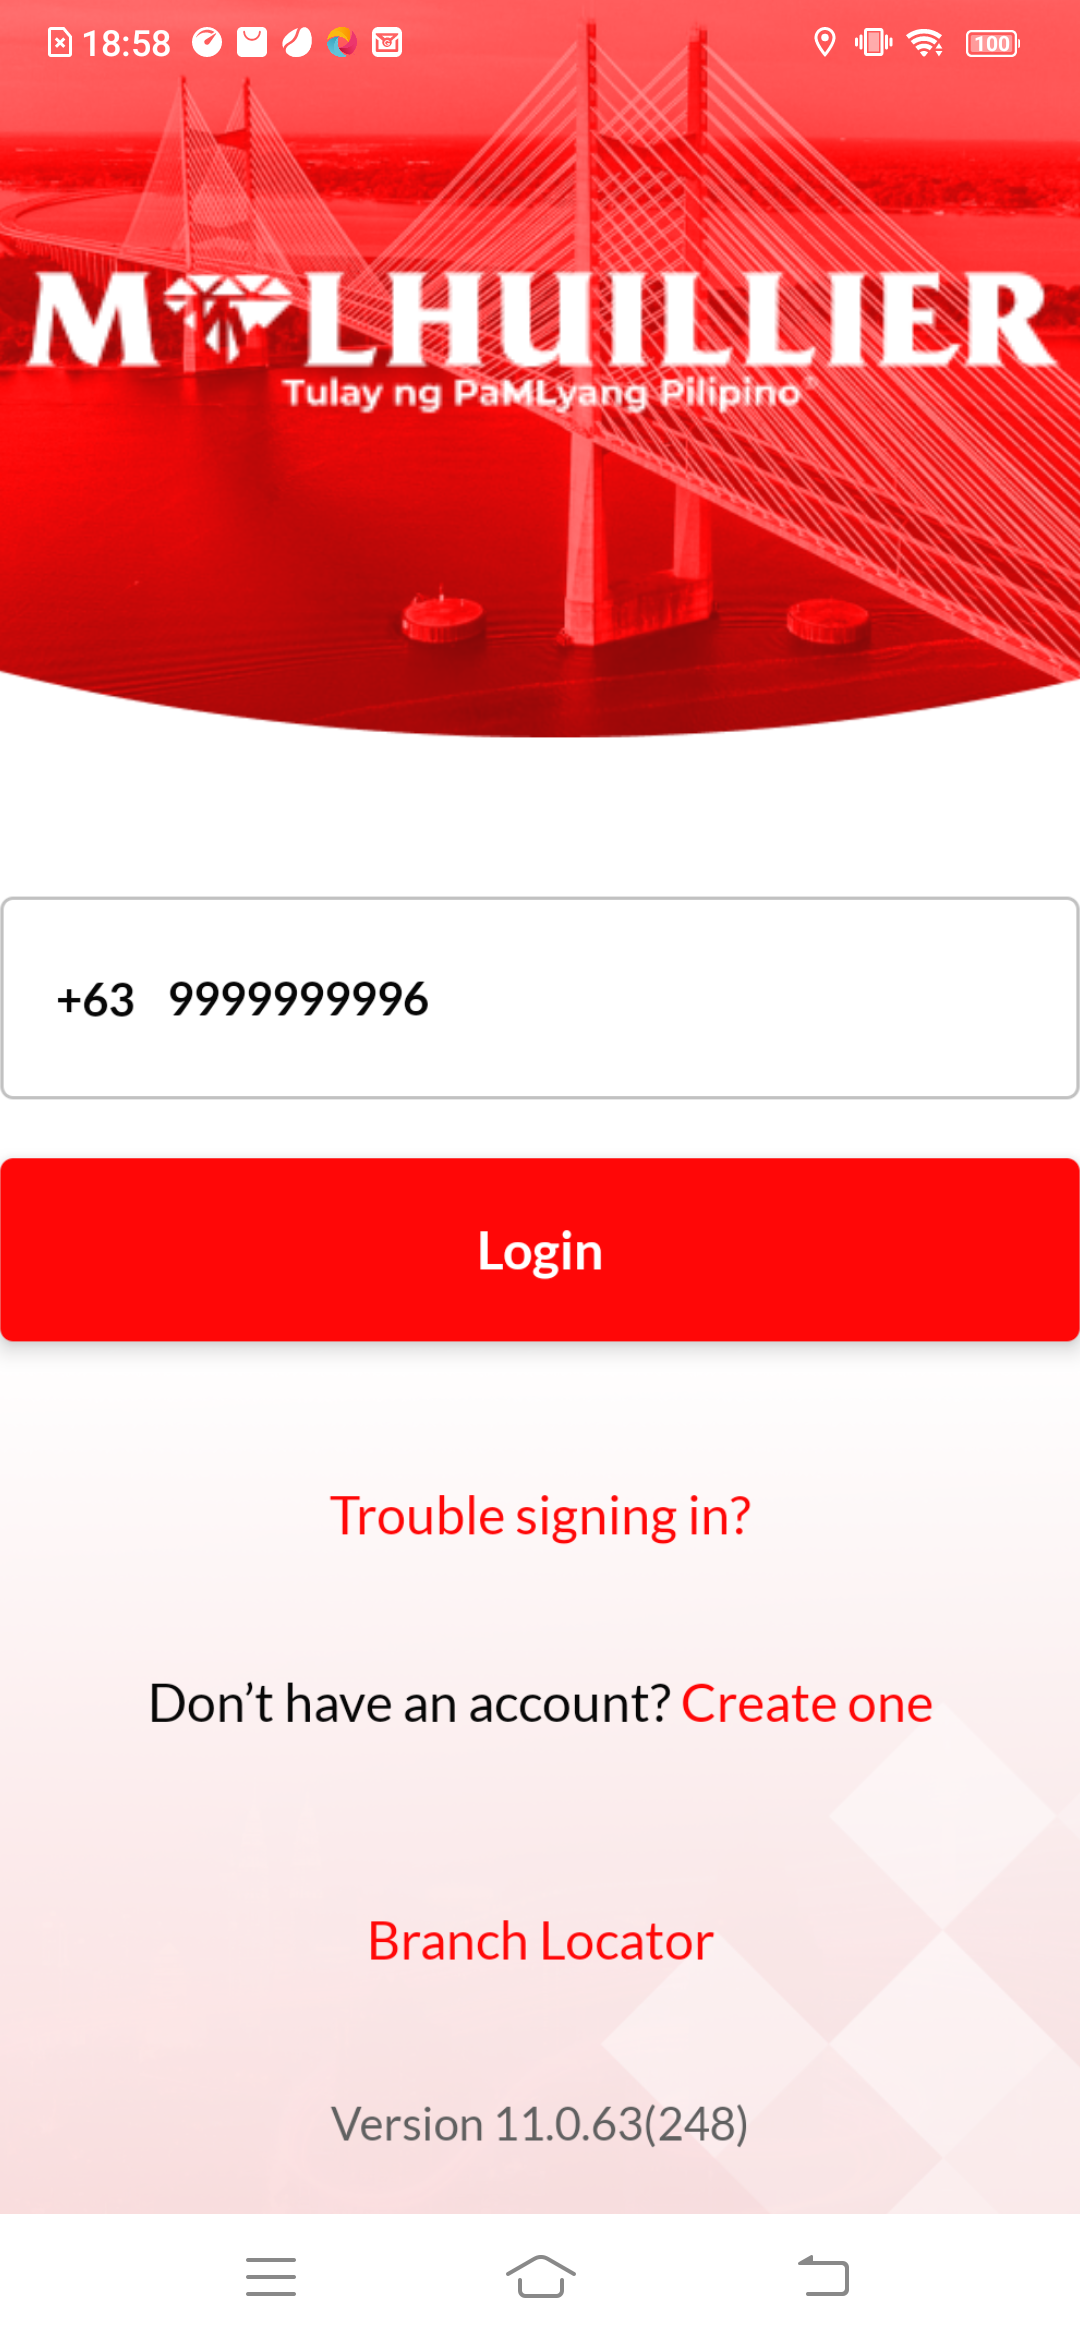 18:58
100
M LHUILLIER
Tulay ng PaMLyang Pilipino®
+63 9999999996
Login
Trouble signing in?
Don’t have an account? Create one
Branch Locator
Version 11.0.63(248)